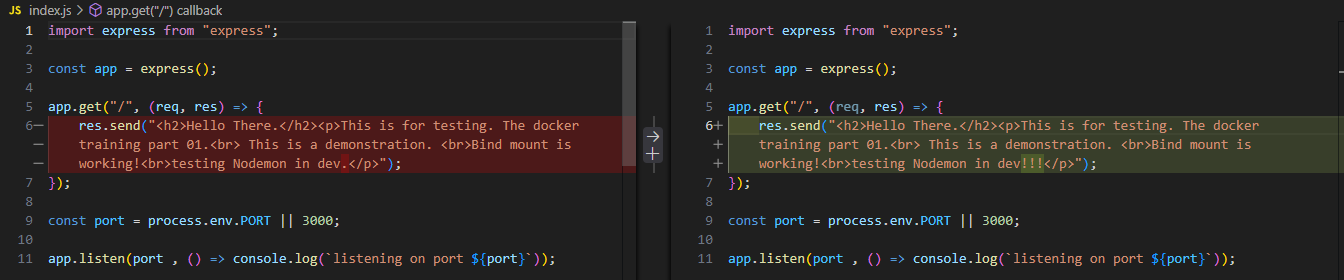 JS index.js > app.get("/") callback
1 import express from "express";
2
3 const app = express();
4
5 app.get("/", (req, res) => {
6— res.send("<h2>Hello There.</h2><p>This is for testing. The docker
— training part 01.<br> This is a demonstration. <br>Bind mount is
— working!<br>testing Nodemon in dev.</p>");
7 });
8
9 const port = process.env.PORT || 3000;
10
11 app.listen(port , () => console.log(`listening on port ${port}`));
1 import express from "express";
2
3 const app = express();
4
5 app.get("/", (req, res) => {
6+ res.send("<h2>Hello There.</h2><p>This is for testing. The docker
+ training part 01.<br> This is a demonstration. <br>Bind mount is
+ working!<br>testing Nodemon in dev!!!</p>");
7 });
8
9 const port = process.env.PORT || 3000;
10
11 app.listen(port , () => console.log(`listening on port ${port}`));